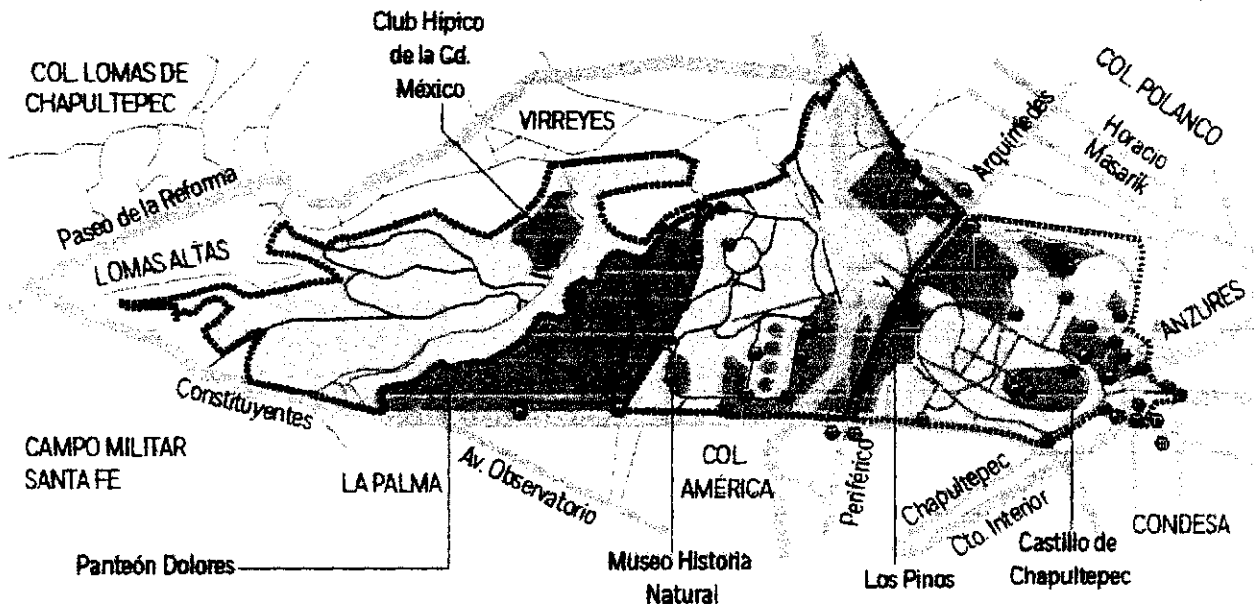 Club Hípico
de la Cd.
México
COL. LOMAS DE
CHAPULTEPEC
COL. POLANCO
VIRREYES
Horacio
Masarik
Arquímedes
Paseo de la Reforma
LOMAS ALTAS
ANZURES
Constituyentes
CAMPO MILITAR
SANTA FE
LA PALMA
Av. Observatorio
COL.
AMÉRICA
Periférico
Chapultepec
Cto. Interior
CONDESA
Panteón Dolores
Museo Historia
Natural
Los Pinos
Castillo de
Chapultepec